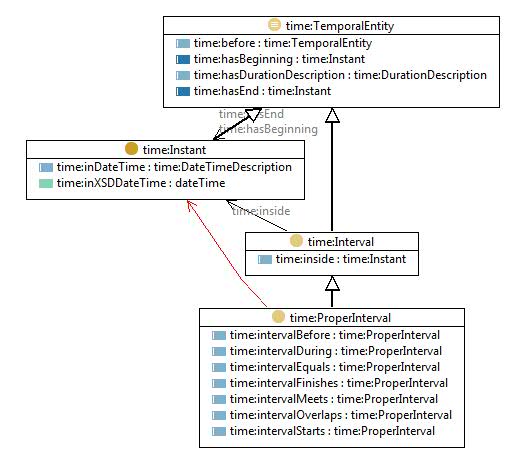 time:TemporalEntity
time:before : time:TemporalEntity
time:hasBeginning : time:Instant
time:hasDurationDescription : time:DurationDescription
time:hasEnd : time:Instant
time:hasEnd
time:hasBeginning
time:Instant
time:inDateTime : time:DateTimeDescription
time:inXSDDateTime : dateTime
time:inside
time:Interval
time:inside : time:Instant
time:ProperInterval
time:intervalBefore : time:ProperInterval
time:intervalDuring : time:ProperInterval
time:intervalEquals : time:ProperInterval
time:intervalFinishes : time:ProperInterval
time:intervalMeets : time:ProperInterval
time:intervalOverlaps : time:ProperInterval
time:intervalStarts : time:ProperInterval